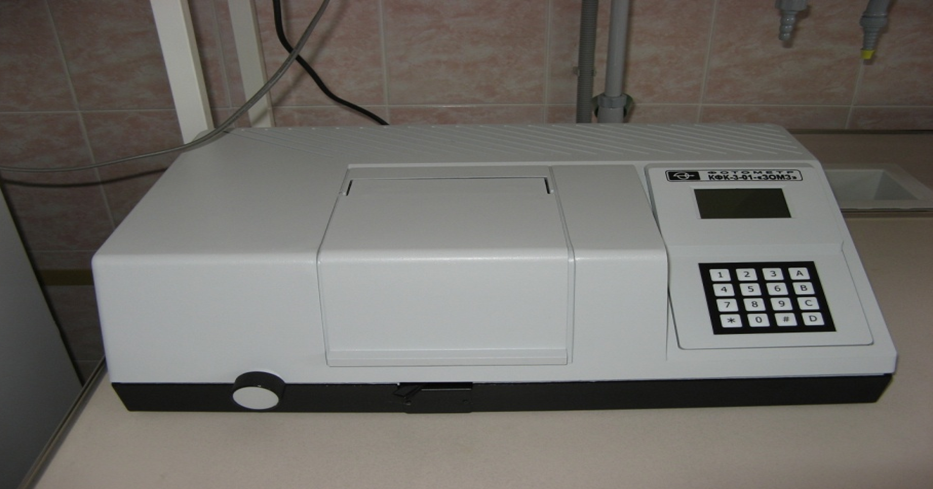 ФОТОМЕТР
КФК-3-01-«ЗОМЗ»
1 2 3 A
4 5 6 B
7 8 9 C
* 0 # D